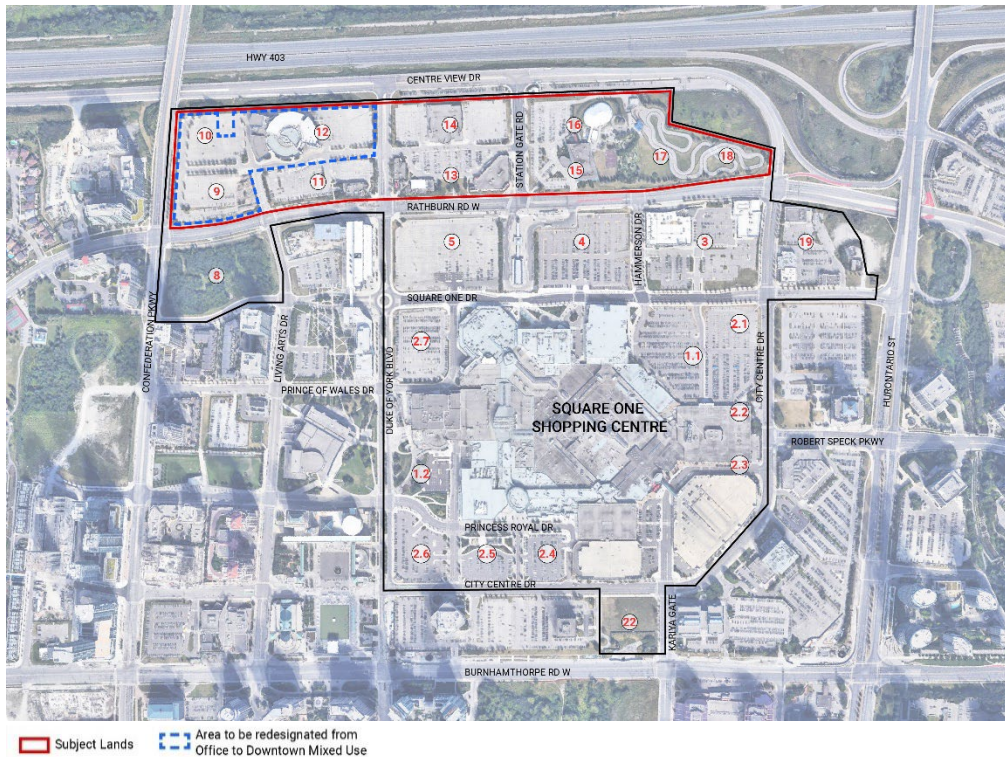 HWY 403
CENTRE VIEW DR
10
12
14
STATION GATE RD
16
17
18
9
11
13
15
RATHBURN RD W
8
5
4
HAMMERSON DR
3
19
SQUARE ONE DR
CONFEDERATION PKWY
LIVING ARTS DR
DUKE OF YORK BLVD
2.7
1.1
2.1
CITY CENTRE DR
HURONTARIO ST
PRINCE OF WALES DR
SQUARE ONE
SHOPPING CENTRE
2.2
ROBERT SPECK PKWY
1.2
2.3
PRINCESS ROYAL DR
2.6
2.5
2.4
CITY CENTRE DR
22
KARIYA GATE
BURNHAMTHORPE RD W
Subject Lands
Area to be redesignated from
Office to Downtown Mixed Use